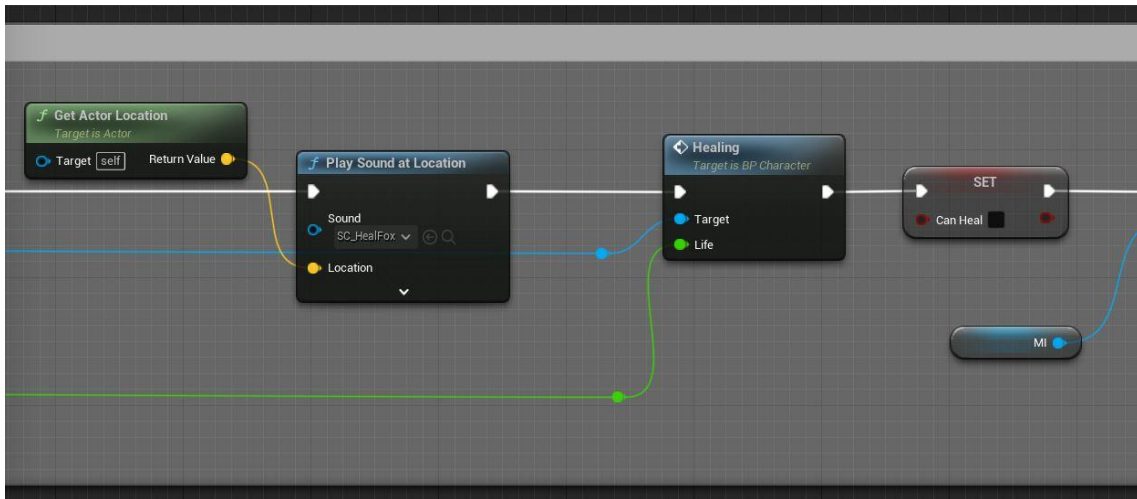 f Get Actor Location
Target is Actor
Target self Return Value
f Play Sound at Location
Sound
SC_HealFox
Location
Healing
Target is BP Character
Target
Life
SET
Can Heal
MI